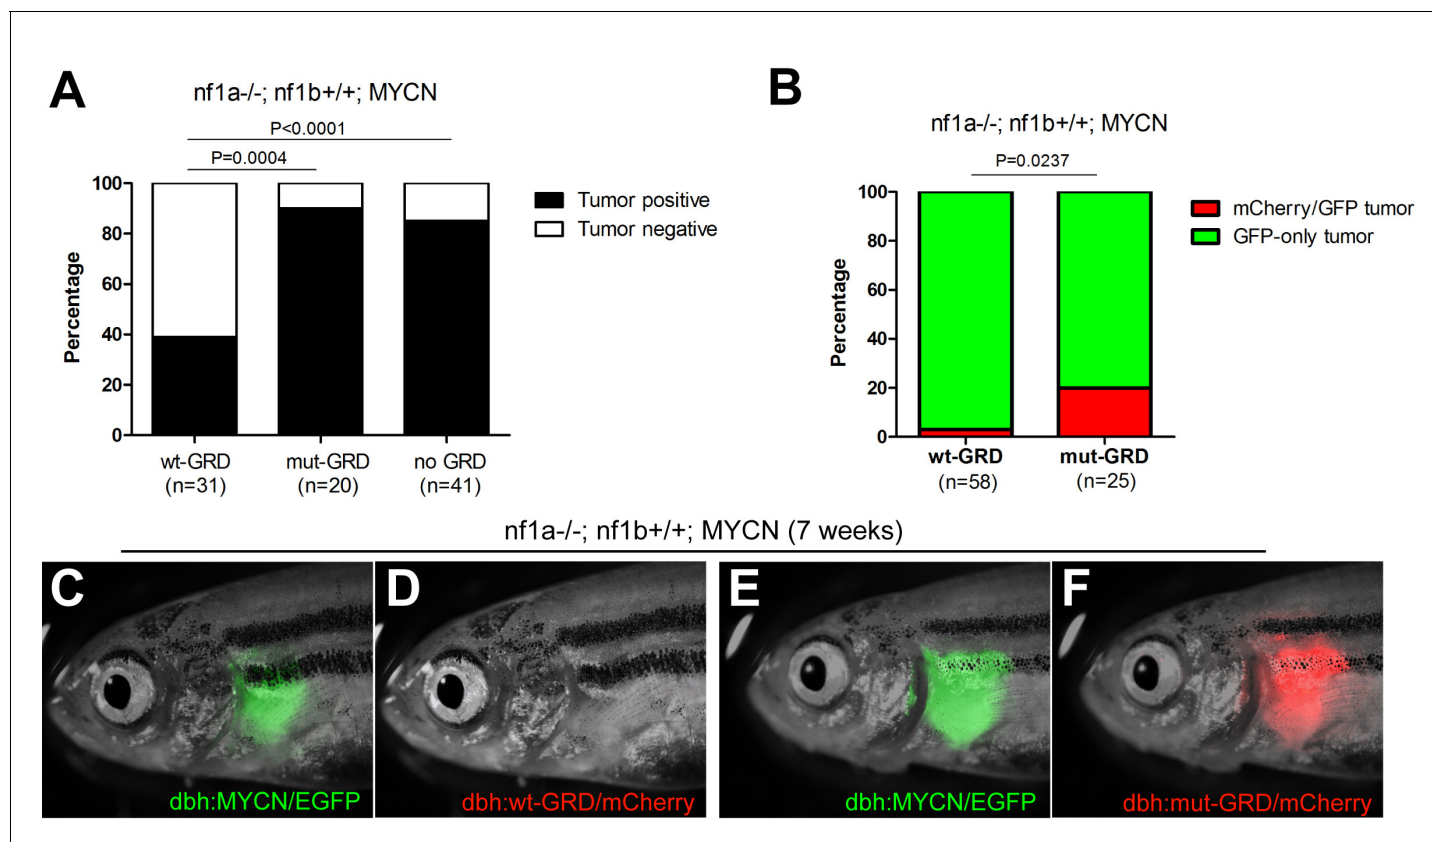 A
nf1a-/-; nf1b+/+; MYCN
P<0.0001
P=0.0004
Percentage
100
80
60
40
20
0
wt-GRD
(n=31)
mut-GRD
(n=20)
no GRD
(n=41)
Tumor positive
Tumor negative
B
nf1a-/-; nf1b+/+; MYCN
P=0.0237
Percentage
100
80
60
40
20
0
wt-GRD
(n=58)
mut-GRD
(n=25)
mCherry/GFP tumor
GFP-only tumor
nf1a-/-; nf1b+/+; MYCN (7 weeks)
C
dbh:MYCN/EGFP
D
dbh:wt-GRD/mCherry
E
dbh:MYCN/EGFP
F
dbh:mut-GRD/mCherry